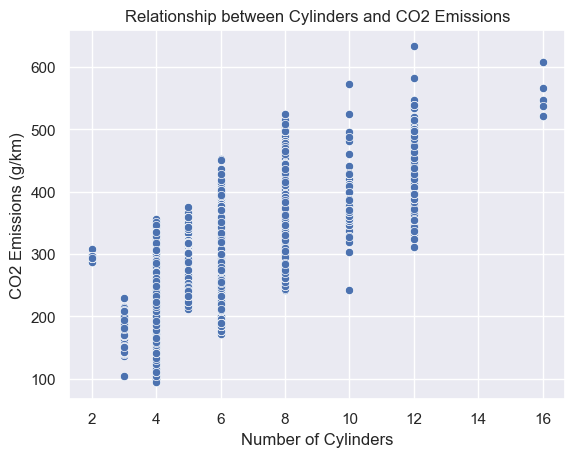 Relationship between Cylinders and CO2 Emissions
CO2 Emissions (g/km)
600
500
400
300
200
100
2 4 6 8 10 12 14 16
Number of Cylinders